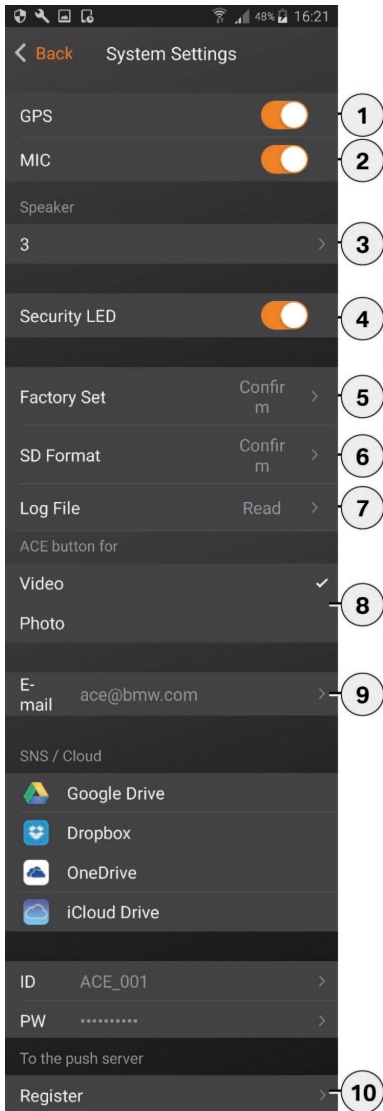 48% 16:21
Back System Settings
GPS 1
MIC 2
Speaker
3 3
Security LED 4
Factory Set Confir
m 5
SD Format Confir
m 6
Log File Read 7
ACE button for
Video
8
Photo
E-
mail ace@bmw.com 9
SNS / Cloud
Google Drive
Dropbox
OneDrive
iCloud Drive
ID ACE_001
PW ••••••••••
To the push server
Register 10